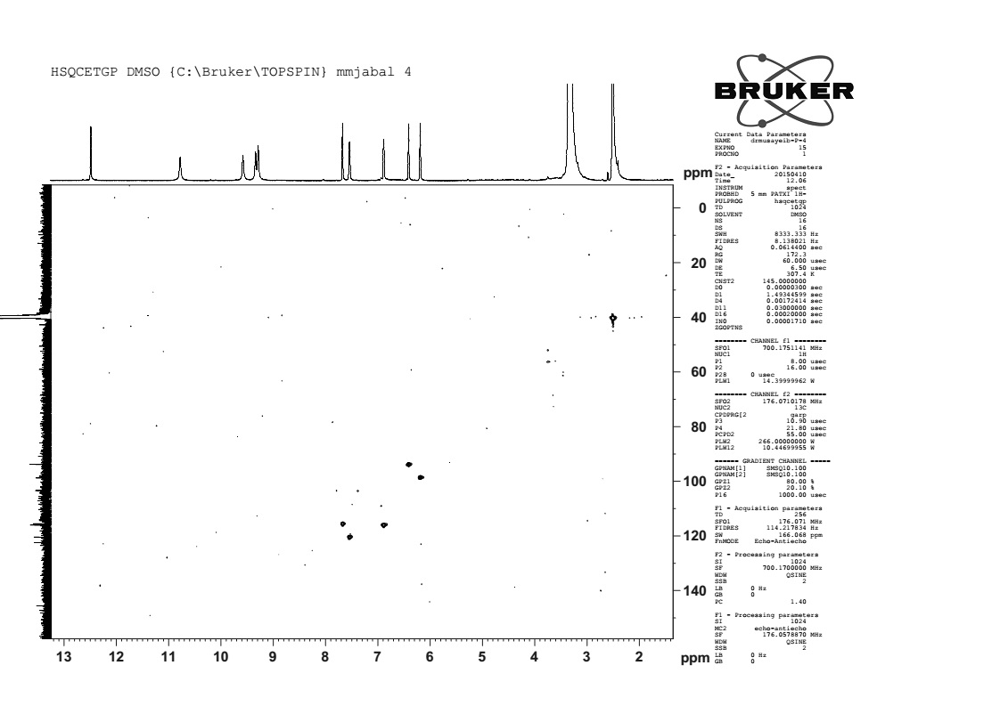 HSQCETGP DMSO {C:\Bruker\TOPSPIN} mmjabal 4
BRUKER
ppm
0
20
40
60
80
100
120
140
13 12 11 10 9 8 7 6 5 4 3 2 ppm
Current Data Parameters
NAME drmusayeib-P-4
EXPNO 15
PROCNO 1
F2 - Acquisition Parameters
Date_ 20150410
Time 12.06
INSTRUM spect
PROBHD 5 mm PATXI 1H-
PULPROG hsqcetgp
TD 1024
SOLVENT DMSO
NS 16
DS 16
SWH 8333.333 Hz
FIDRES 8.138021 Hz
AQ 0.0614400 sec
RG 172.3
DW 60.000 usec
DE 6.50 usec
TE 307.4 K
CNST2 145.0000000
D0 0.00000300 sec
D1 1.49344599 sec
D4 0.00172414 sec
D11 0.03000000 sec
D16 0.00020000 sec
IN0 0.00001710 sec
ZGOPTNS
======== CHANNEL f1 ========
SFO1 700.1751141 MHz
NUC1 1H
P1 8.00 usec
P2 16.00 usec
P28 0 usec
PLW1 14.39999962 W
======== CHANNEL f2 ========
SFO2 176.0710178 MHz
NUC2 13C
CPDPRG[2 garp
P3 10.90 usec
P4 21.80 usec
PCPD2 55.00 usec
PLW2 266.00000000 W
PLW12 10.44699955 W
====== GRADIENT CHANNEL =====
GPNAM[1] SMSQ10.100
GPNAM[2] SMSQ10.100
GPZ1 80.00 %
GPZ2 20.10 %
P16 1000.00 usec
F1 - Acquisition parameters
TD 256
SFO1 176.071 MHz
FIDRES 114.217834 Hz
SW 166.068 ppm
FnMODE Echo-Antiecho
F2 - Processing parameters
SI 1024
SF 700.1700000 MHz
WDW QSINE
SSB 2
LB 0 Hz
GB 0
PC 1.40
F1 - Processing parameters
SI 1024
MC2 echo-antiecho
SF 176.0578870 MHz
WDW QSINE
SSB 2
LB 0 Hz
GB 0